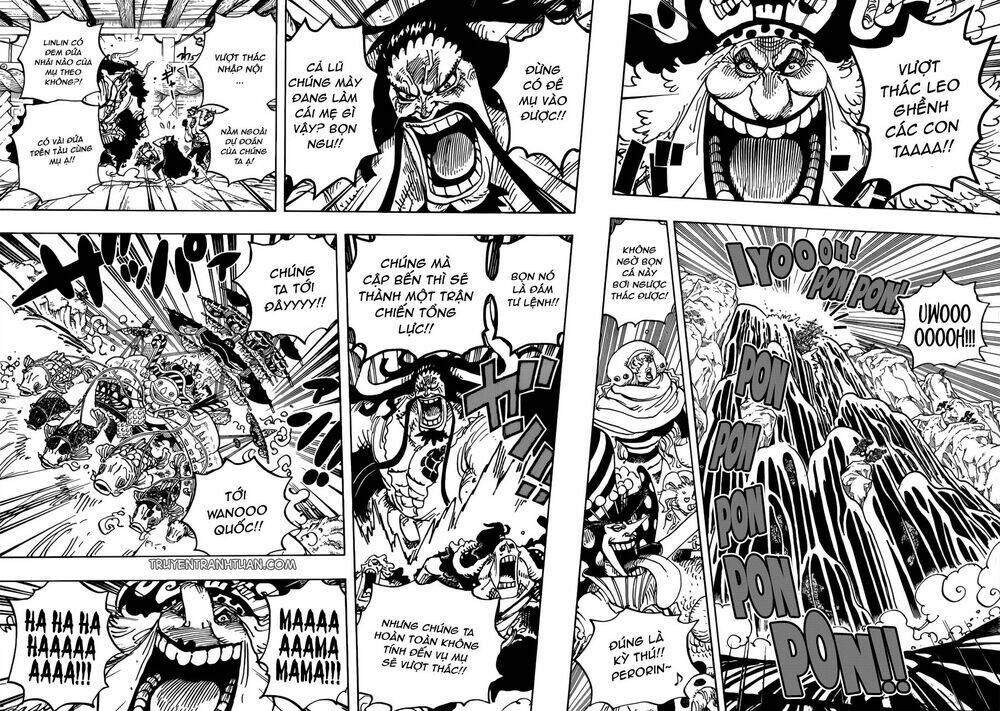 VƯỢT
THÁC LEO
GHỀNH
CÁC CON
TAAAA!!
ĐỪNG
CÓ ĐỂ
MỤ VÀO
ĐƯỢC!!
CẢ LŨ
CHÚNG MÀY
ĐANG LÀM
CÁI MẸ GÌ
VẬY? BỌN
NGU!!
VƯỢT THÁC
NHẬP NỘI
...
NẰM NGOÀI
DỰ ĐOÁN
CỦA CHÚNG
TA Ạ!
LINLIN CÓ
ĐEM ĐỨA
NHÃI NÀO CỦA
MỤ THEO
KHÔNG?!
CÓ VÀI ĐỨA
TRÊN TÀU CÙNG
MỤ Ạ!!
UWOOO
OOOOH!!!
IYOOOH!
PON PON!
PON
PON
PON
PON
PON!!
KHÔNG
NGỜ BỌN
CÁ NÀY
BƠI NGƯỢC
THÁC ĐƯỢC!
ĐÚNG LÀ
KỲ THÚ!!
PERORIN~
♪
BỌN NÓ
LÀ ĐÁM
TƯ LỆNH!!
CHÚNG MÀ
CẬP BẾN THÌ SẼ
THÀNH MỘT TRẬN
CHIẾN TỔNG
LỰC!!
NHƯNG CHÚNG TA
HOÀN TOÀN KHÔNG
TÍNH ĐẾN VỤ MỤ
SẼ VƯỢT THÁC!!
CHÚNG
TA TỚI
ĐÂYYYY!!
TỚI
WANOOO
QUỐC!!
TRUYENTRANHTUAN.COM
MAAAA
AAAMA
MAMA!!!
HA HA HA
HAAAAA
AAAA!!!